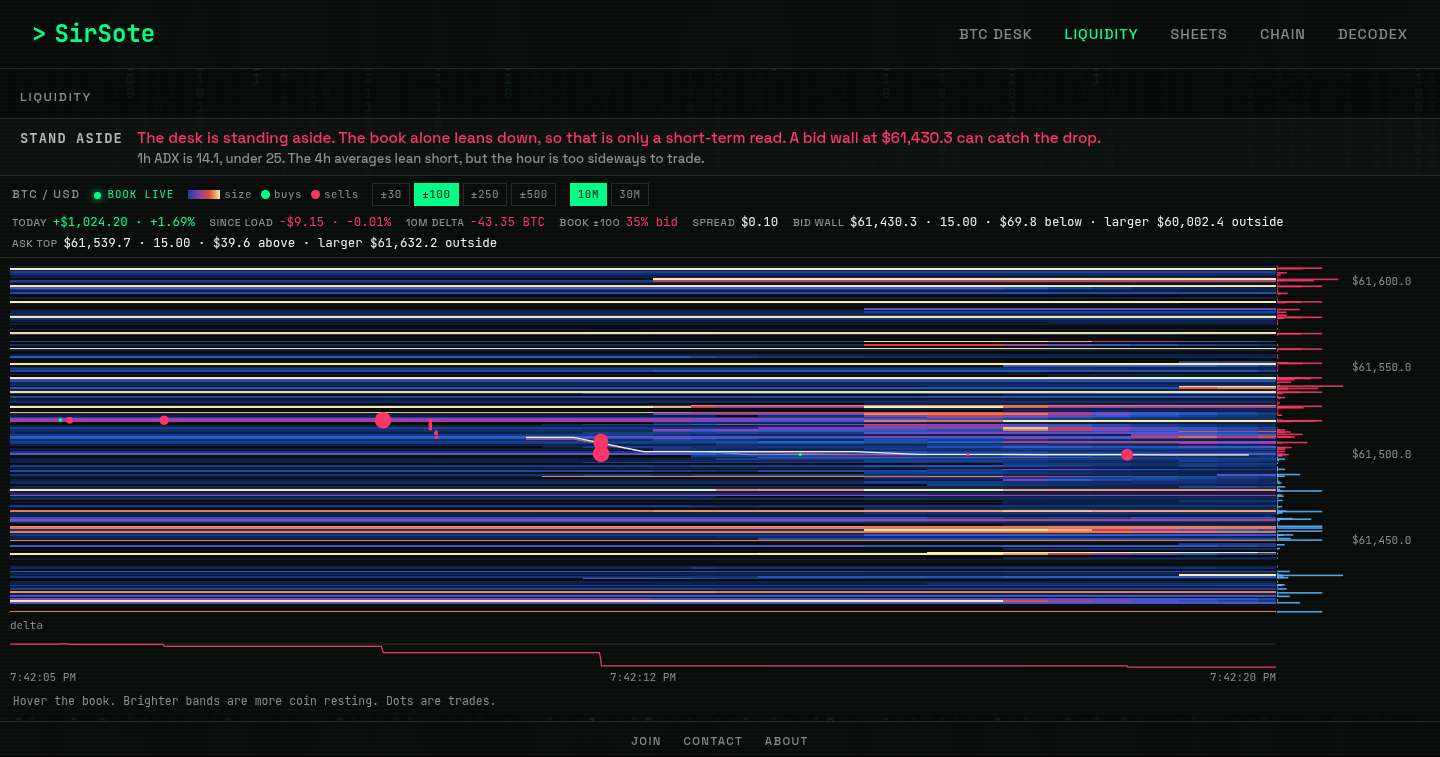 > SirSote
BTC DESK LIQUIDITY SHEETS CHAIN DECODEX
LIQUIDITY
STAND ASIDE The desk is standing aside. The book alone leans down, so that is only a short-term read. A bid wall at $61,430.3 can catch the drop.
1h ADX is 14.1, under 25. The 4h averages lean short, but the hour is too sideways to trade.
BTC / USD BOOK LIVE size buys sells ±30 ±100 ±250 ±500 10M 30M
TODAY +$1,024.20 · +1.69% SINCE LOAD -$9.15 · -0.01% 10M DELTA -43.35 BTC BOOK ±100 35% bid SPREAD $0.10 BID WALL $61,430.3 · 15.00 · $69.8 below · larger $60,002.4 outside
ASK TOP $61,539.7 · 15.00 · $39.6 above · larger $61,632.2 outside
$61,600.0
$61,550.0
$61,500.0
$61,450.0
delta
7:42:05 PM 7:42:12 PM 7:42:20 PM
Hover the book. Brighter bands are more coin resting. Dots are trades.
JOIN CONTACT ABOUT